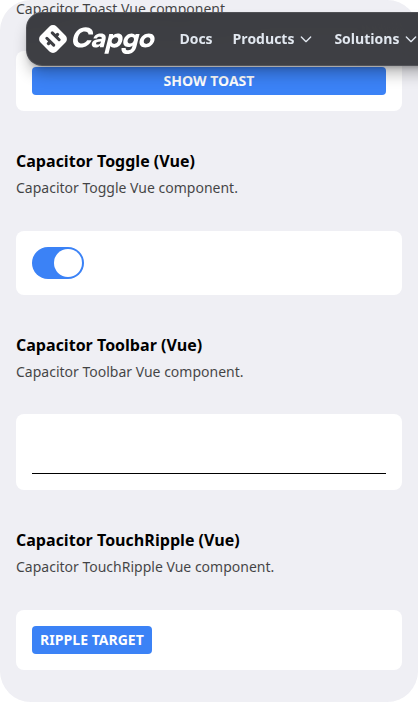 Capacitor Toast Vue component.
Capgo Docs Products Solutions
SHOW TOAST
Capacitor Toggle (Vue)
Capacitor Toggle Vue component.
Capacitor Toolbar (Vue)
Capacitor Toolbar Vue component.
Capacitor TouchRipple (Vue)
Capacitor TouchRipple Vue component.
RIPPLE TARGET